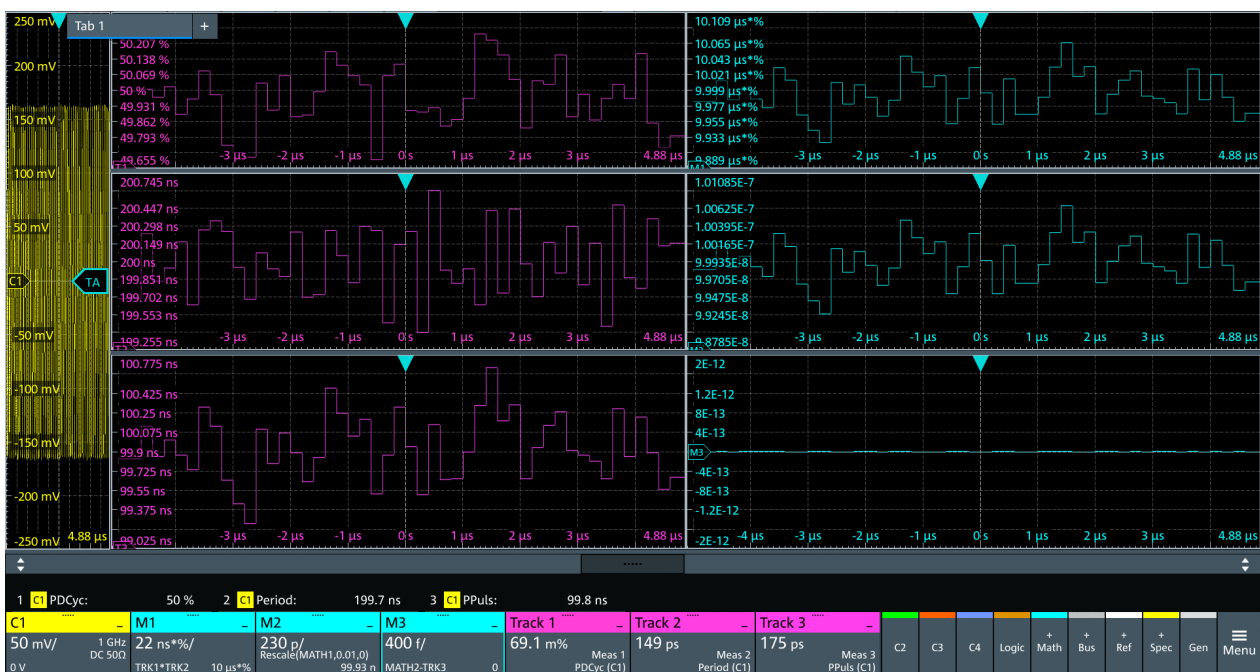 Tab 1 +
250 mV
200 mV
150 mV
100 mV
50 mV
C1
TA
-50 mV
-100 mV
-150 mV
-200 mV
-250 mV
4.88 µs
50.207 %
50.138 %
50.069 %
50 %
49.931 %
49.862 %
49.793 %
49.655 %
-3 µs -2 µs -1 µs 0 s 1 µs 2 µs 3 µs 4.88 µs
10.109 µs*%
10.065 µs*%
10.043 µs*%
10.021 µs*%
9.999 µs*%
9.977 µs*%
9.955 µs*%
9.933 µs*%
9.889 µs*%
-3 µs -2 µs -1 µs 0 s 1 µs 2 µs 3 µs 4.88 µs
200.745 ns
200.447 ns
200.298 ns
200.149 ns
200 ns
199.851 ns
199.702 ns
199.553 ns
199.255 ns
-3 µs -2 µs -1 µs 0 s 1 µs 2 µs 3 µs 4.88 µs
1.01085E-7
1.00625E-7
1.00395E-7
1.00165E-7
9.9935E-8
9.9705E-8
9.9475E-8
9.9245E-8
9.8785E-8
-3 µs -2 µs -1 µs 0 s 1 µs 2 µs 3 µs 4.88 µs
100.775 ns
100.425 ns
100.25 ns
100.075 ns
99.9 ns
99.725 ns
99.55 ns
99.375 ns
99.025 ns
-3 µs -2 µs -1 µs 0 s 1 µs 2 µs 3 µs 4.88 µs
2E-12
1.2E-12
8E-13
4E-13
M3
-4E-13
-8E-13
-1.2E-12
-2E-12
-4 µs -3 µs -2 µs -1 µs 0 s 1 µs 2 µs 3 µs 4.88 µs
1 C1 PDCyc: 50 % 2 C1 Period: 199.7 ns 3 C1 PPuls: 99.8 ns
C1
50 mV/ 1 GHz
DC 50Ω
0 V
M1
22 ns*%/
TRK1*TRK2 10 µs*%
M2
230 p/
Rescale(MATH1,0.01,0)
99.93 n
M3
400 f/
MATH2-TRK3 0
Track 1
69.1 m%
Meas 1
PDCyc (C1)
Track 2
149 ps
Meas 2
Period (C1)
Track 3
175 ps
Meas 3
PPuls (C1)
C2
C3
C4
Logic
+ Math
+ Bus
+ Ref
+ Spec
Gen
Menu